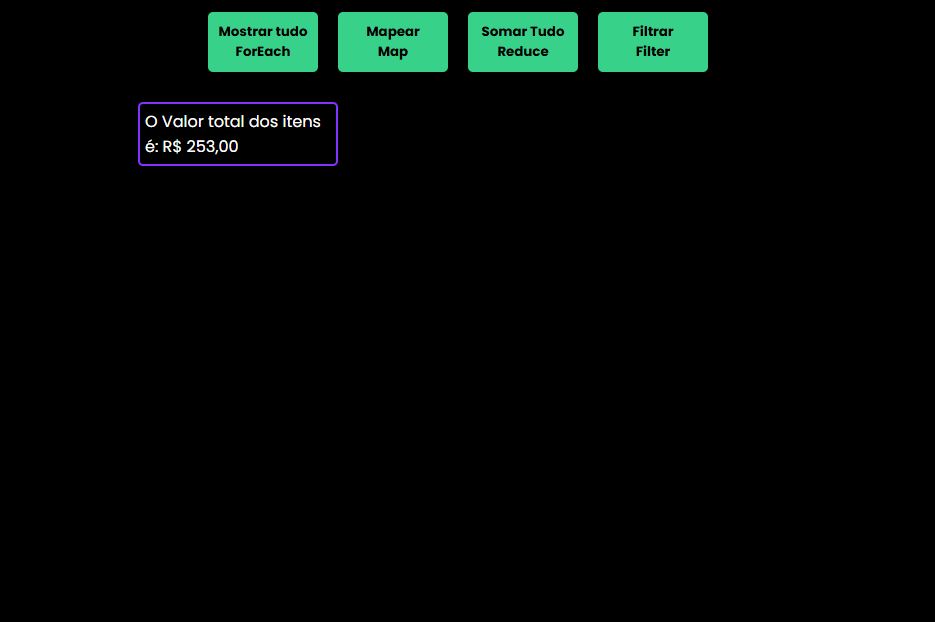 Mostrar tudo
ForEach
Mapear
Map
Somar Tudo
Reduce
Filtrar
Filter
O Valor total dos itens
é: R$ 253,00